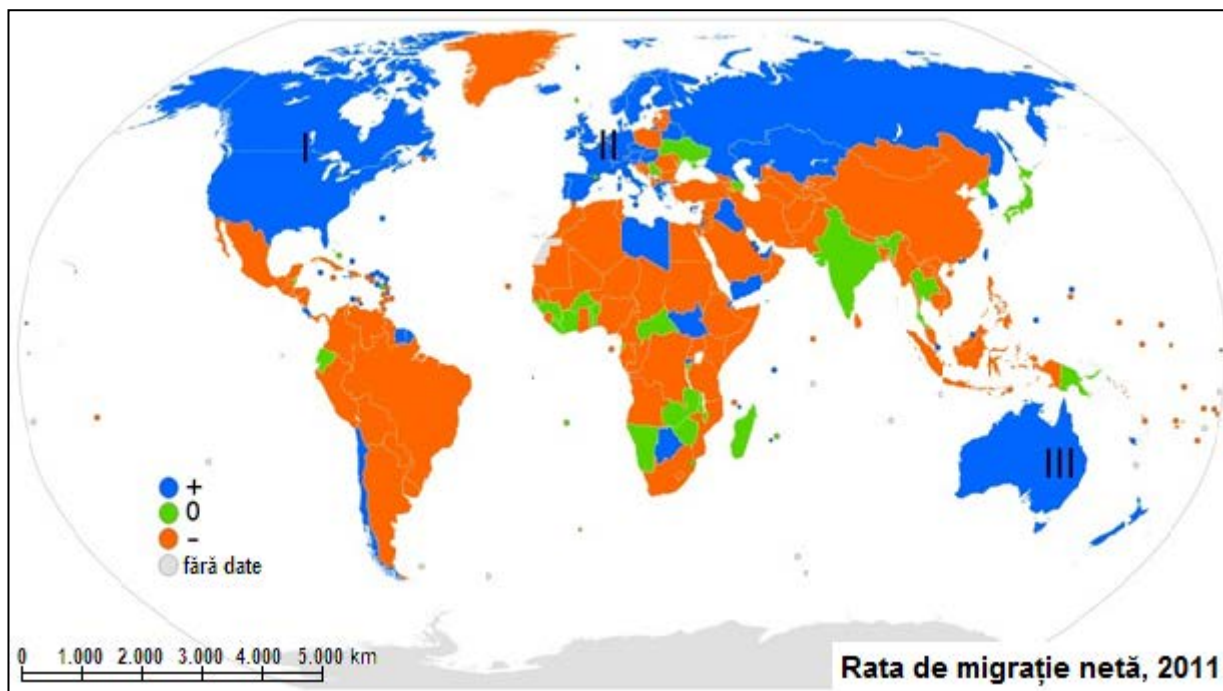 I
II
III
+
0
-
fără date
0 1.000 2.000 3.000 4.000 5.000 km
Rata de migrație netă, 2011